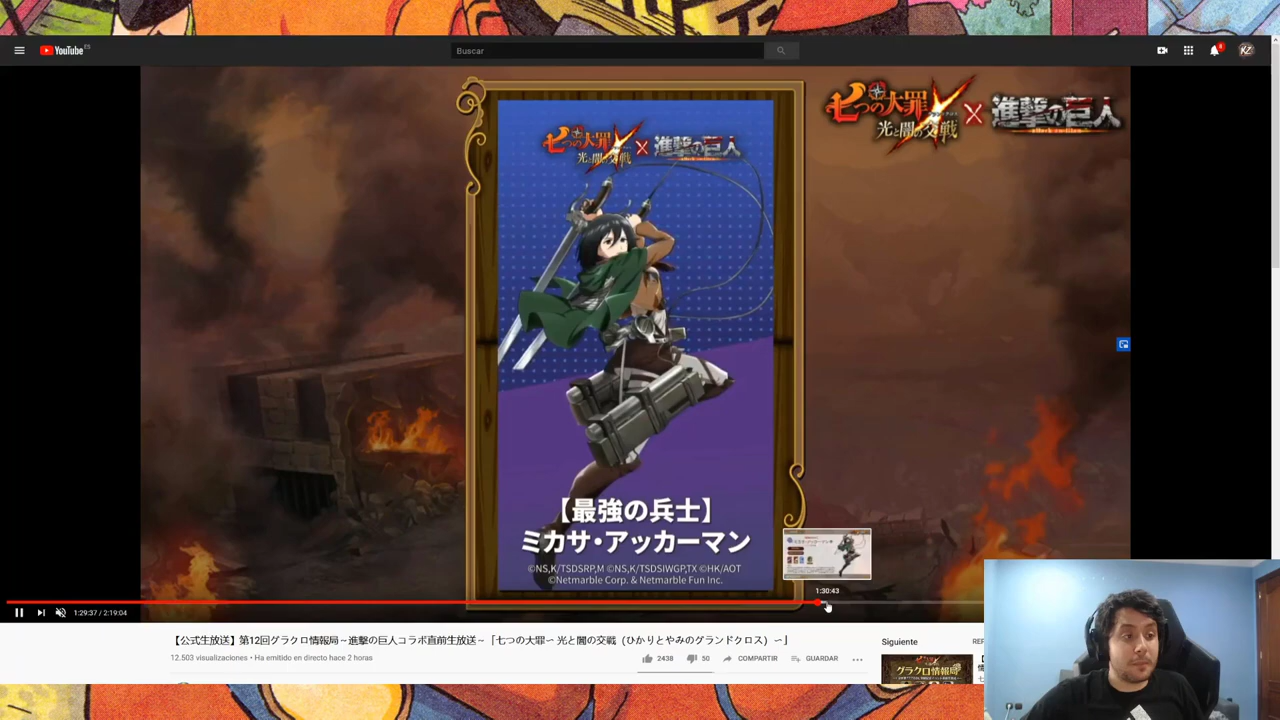 YouTube ES
Buscar
6
KZ
七つの大罪
光と闇の交戦
×
進撃の巨人
attack on titan
七つの大罪
光と闇の交戦
×
進撃の巨人
【最強の兵士】
ミカサ・アッカーマン
©NS,K/TSDSRP,M ©NS,K/TSDSIWGP,TX ©HK/AOT
©Netmarble Corp. & Netmarble Funn Inc.
1:30:43
1:29:37 / 2:19:04
【公式生放送】第12回グラクロ情報局～進撃の巨人コラボ直前生放送～「七つの大罪〜 光と闇の交戦（ひかりとやみのグランドクロス）〜」
12.503 visualizaciones • Ha emitido en directo hace 2 horas
2438
50
COMPARTIR
GUARDAR
Siguiente
グラクロ情報局